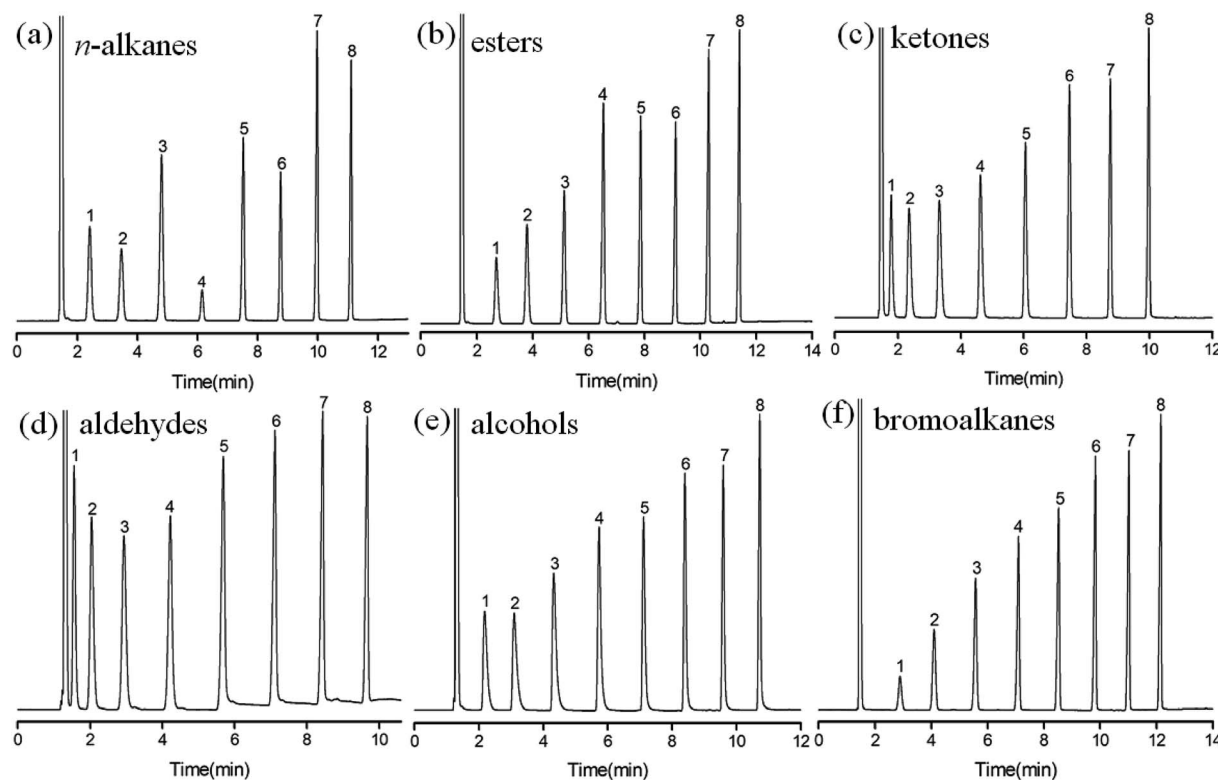 (a) n-alkanes
1 2 3 4 5 6 7 8
0 2 4 6 8 10 12
Time(min)
(b) esters
1 2 3 4 5 6 7 8
0 2 4 6 8 10 12 14
Time(min)
(c) ketones
1 2 3 4 5 6 7 8
0 2 4 6 8 10 12
Time(min)
(d) aldehydes
1 2 3 4 5 6 7 8
0 2 4 6 8 10
Time(min)
(e) alcohols
1 2 3 4 5 6 7 8
0 2 4 6 8 10 12
Time(min)
(f) bromoalkanes
1 2 3 4 5 6 7 8
0 2 4 6 8 10 12 14
Time(min)